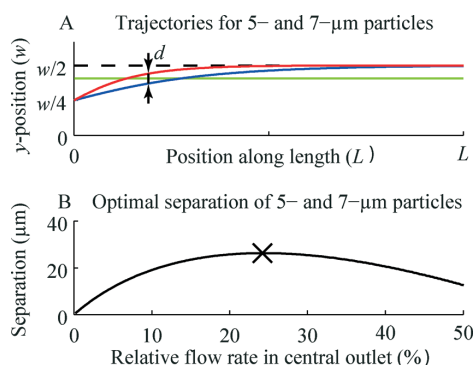 A Trajectories for 5− and 7−μm particles
y-position (w)
w/2
w/4
0
d
0 Position along length (L) L
B Optimal separation of 5− and 7−μm particles
Separation (μm)
40
20
0
0 10 20 30 40 50
Relative flow rate in central outlet (%)